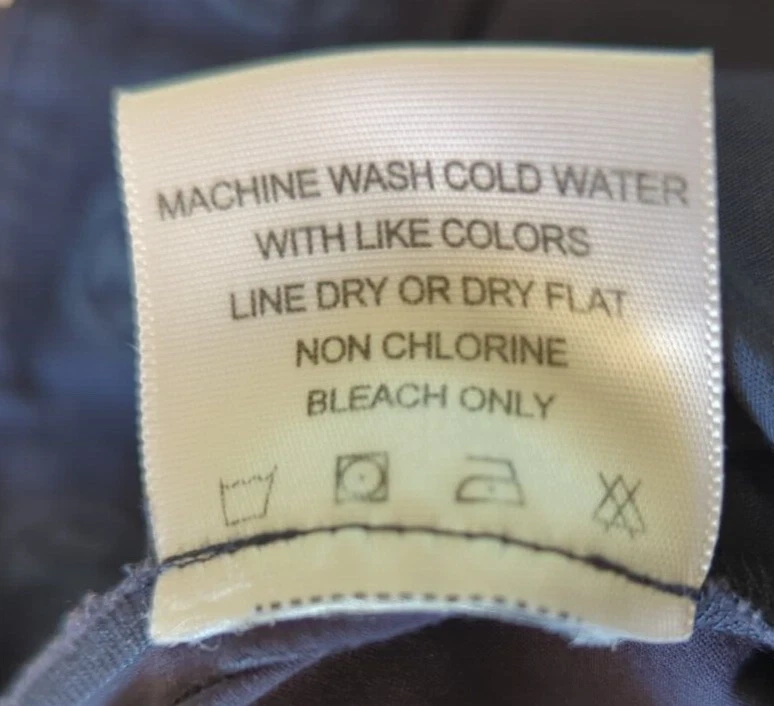 MACHINE WASH COLD WATER
WITH LIKE COLORS
LINE DRY OR DRY FLAT
NON CHLORINE
BLEACH ONLY